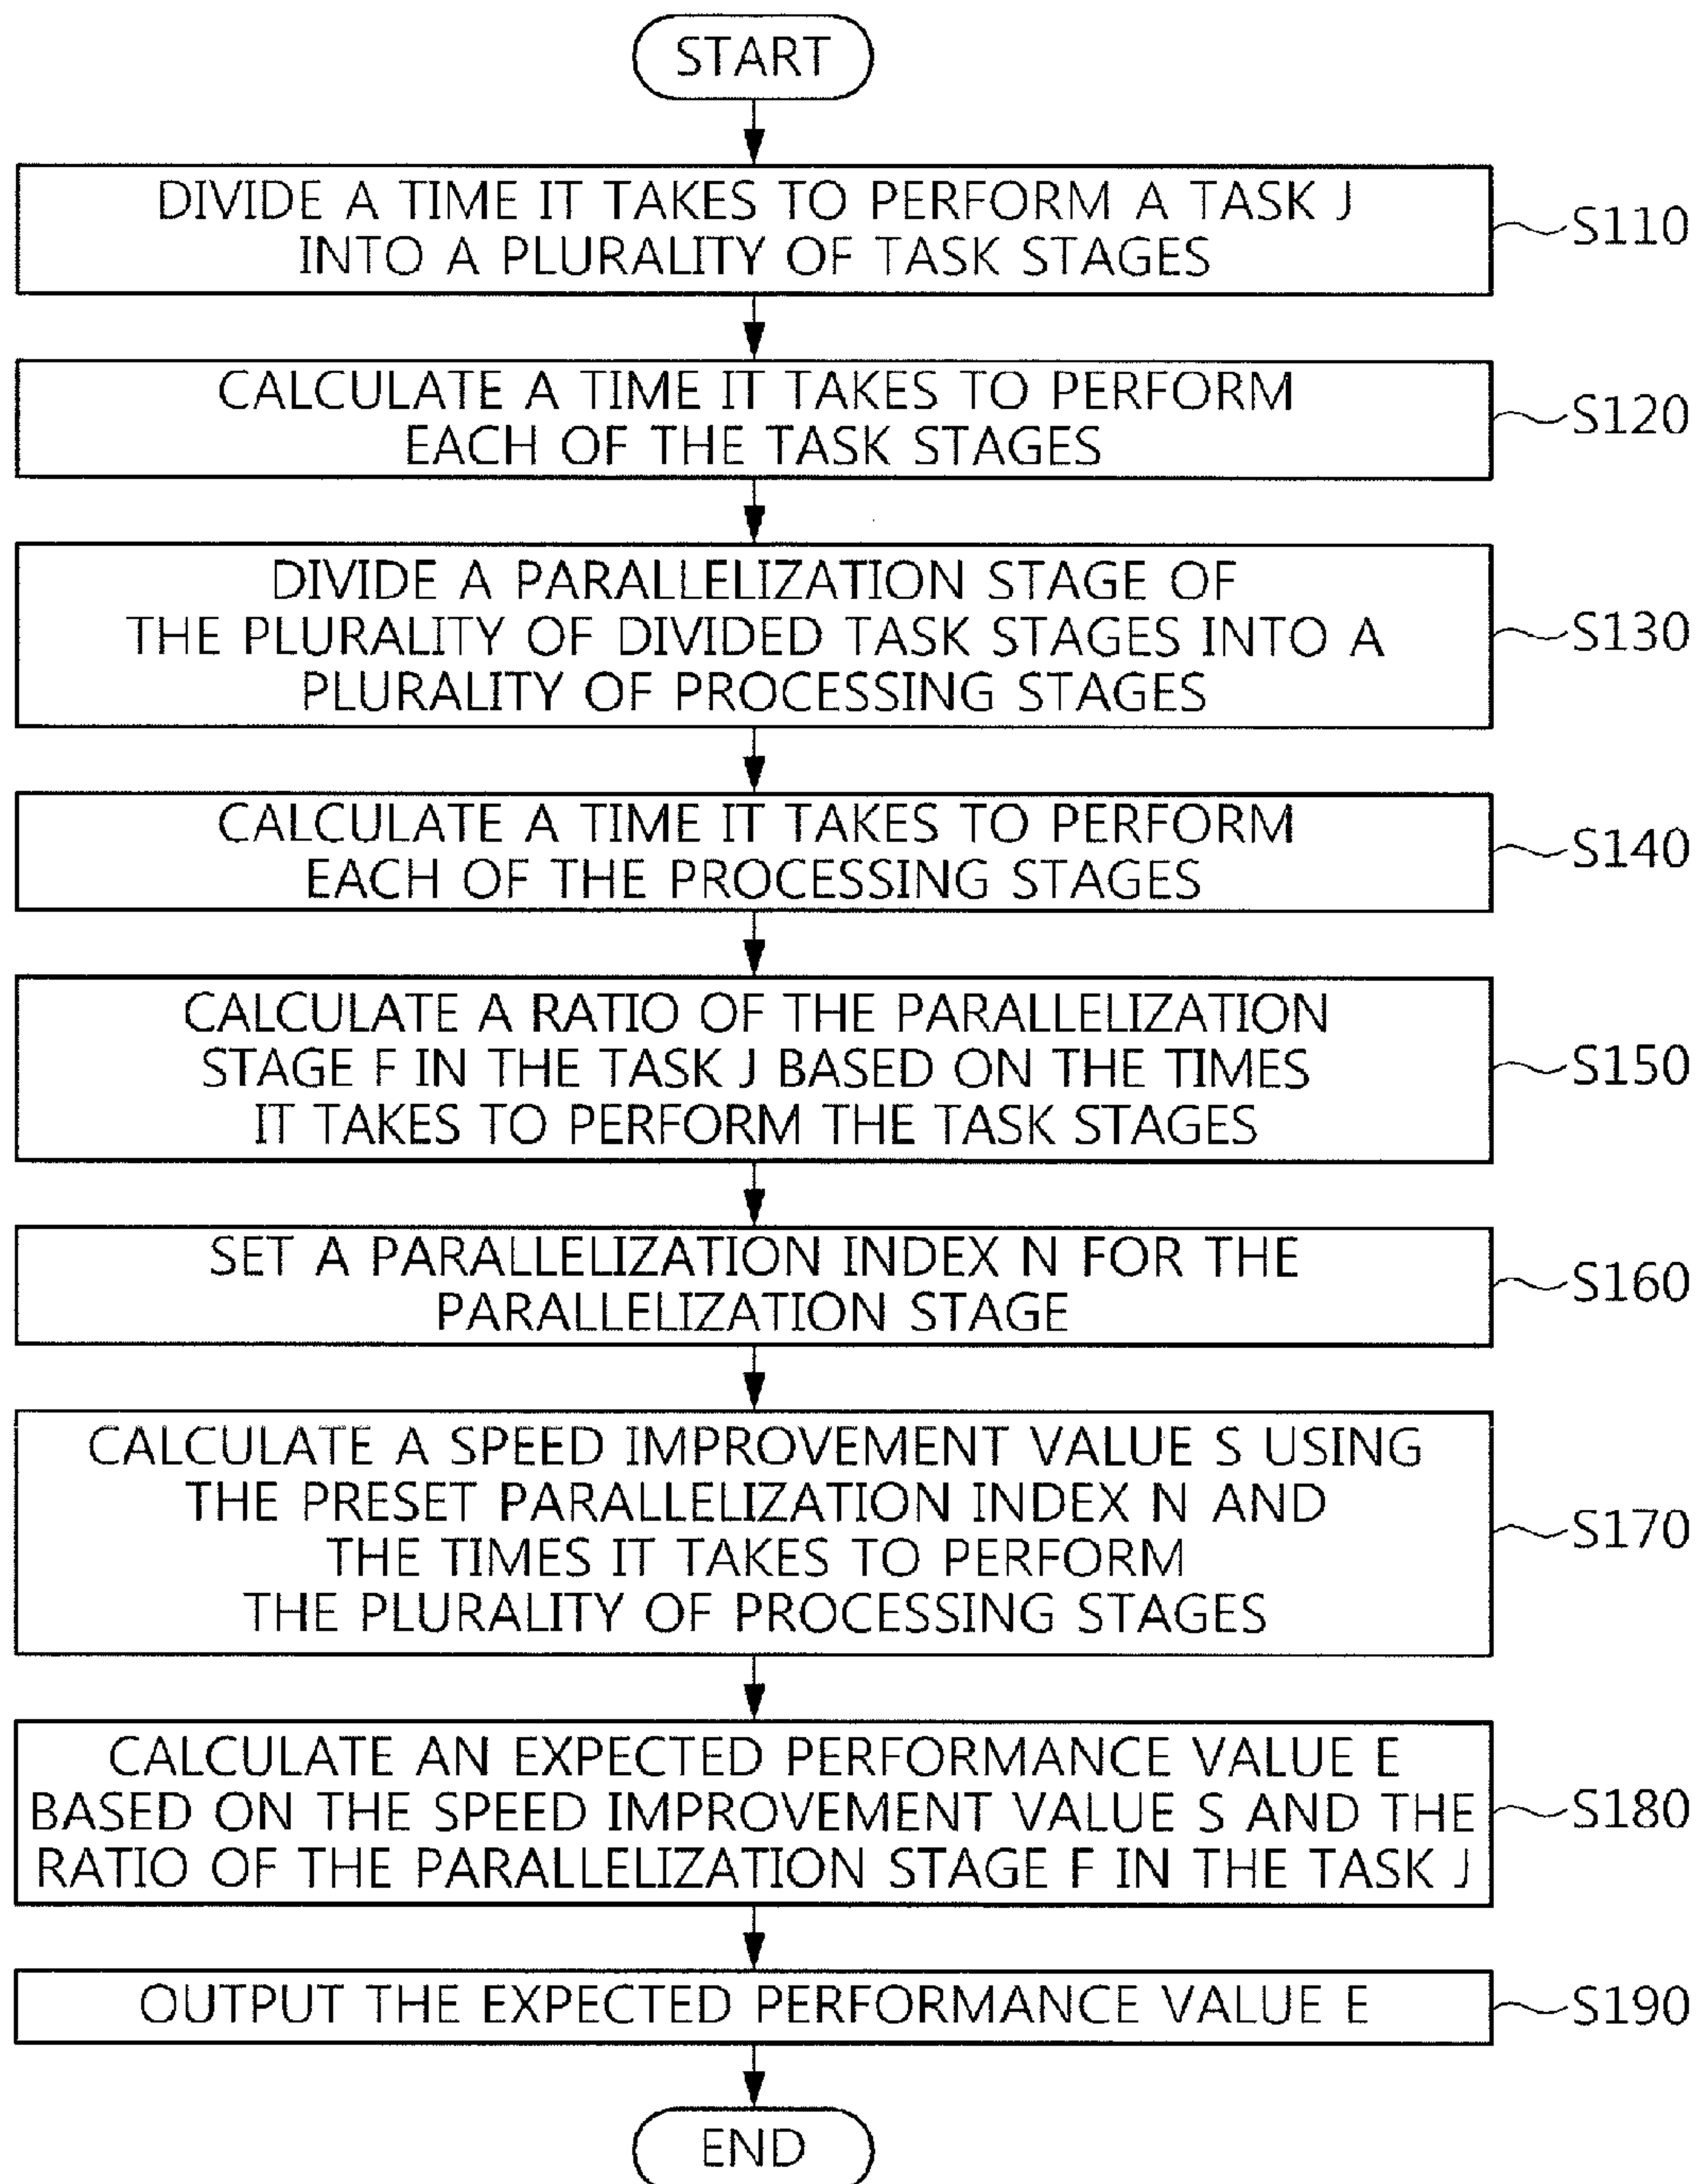 START
DIVIDE A TIME IT TAKES TO PERFORM A TASK J
INTO A PLURALITY OF TASK STAGES
S110
CALCULATE A TIME IT TAKES TO PERFORM
EACH OF THE TASK STAGES
S120
DIVIDE A PARALLELIZATION STAGE OF
THE PLURALITY OF DIVIDED TASK STAGES INTO A
PLURALITY OF PROCESSING STAGES
S130
CALCULATE A TIME IT TAKES TO PERFORM
EACH OF THE PROCESSING STAGES
S140
CALCULATE A RATIO OF THE PARALLELIZATION
STAGE F IN THE TASK J BASED ON THE TIMES
IT TAKES TO PERFORM THE TASK STAGES
S150
SET A PARALLELIZATION INDEX N FOR THE
PARALLELIZATION STAGE
S160
CALCULATE A SPEED IMPROVEMENT VALUE S USING
THE PRESET PARALLELIZATION INDEX N AND
THE TIMES IT TAKES TO PERFORM
THE PLURALITY OF PROCESSING STAGES
S170
CALCULATE AN EXPECTED PERFORMANCE VALUE E
BASED ON THE SPEED IMPROVEMENT VALUE S AND THE
RATIO OF THE PARALLELIZATION STAGE F IN THE TASK J
S180
OUTPUT THE EXPECTED PERFORMANCE VALUE E
S190
END